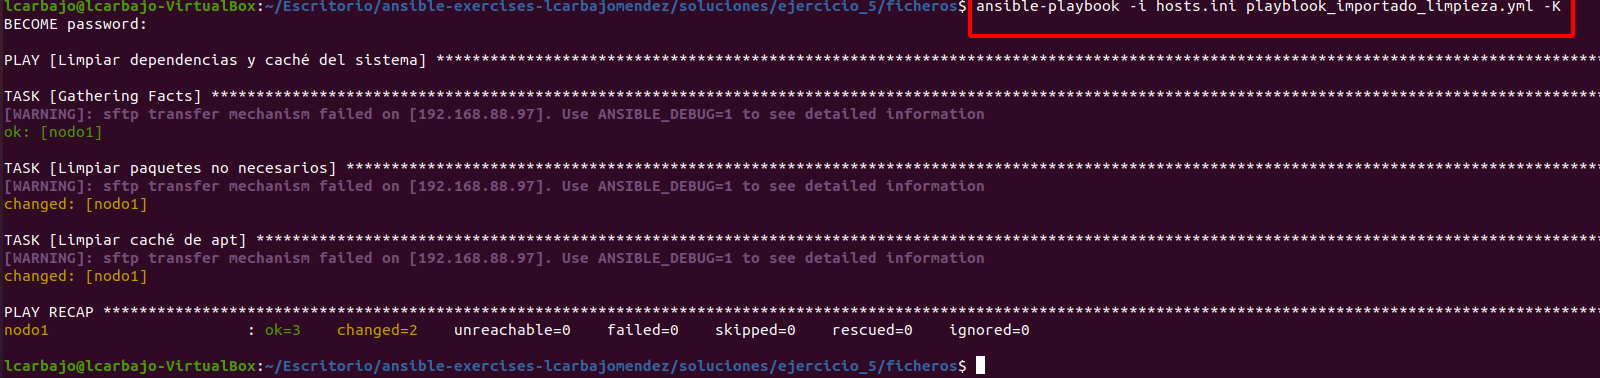 lcarbajo@lcarbajo-VirtualBox:~/Escritorio/ansible-exercises-lcarbajomendez/soluciones/ejercicio_5/ficheros$ ansible-playbook -i hosts.ini playblook_importado_limpieza.yml -K
BECOME password:
PLAY [Limpiar dependencias y caché del sistema] ***********************************************************************************************************************************
TASK [Gathering Facts] ************************************************************************************************************************************************************
[WARNING]: sftp transfer mechanism failed on [192.168.88.97]. Use ANSIBLE_DEBUG=1 to see detailed information
ok: [nodo1]
TASK [Limpiar paquetes no necesarios] *********************************************************************************************************************************************
[WARNING]: sftp transfer mechanism failed on [192.168.88.97]. Use ANSIBLE_DEBUG=1 to see detailed information
changed: [nodo1]
TASK [Limpiar caché de apt] *******************************************************************************************************************************************************
[WARNING]: sftp transfer mechanism failed on [192.168.88.97]. Use ANSIBLE_DEBUG=1 to see detailed information
changed: [nodo1]
PLAY RECAP ************************************************************************************************************************************************************************
nodo1                      : ok=3    changed=2    unreachable=0    failed=0    skipped=0    rescued=0    ignored=0
lcarbajo@lcarbajo-VirtualBox:~/Escritorio/ansible-exercises-lcarbajomendez/soluciones/ejercicio_5/ficheros$